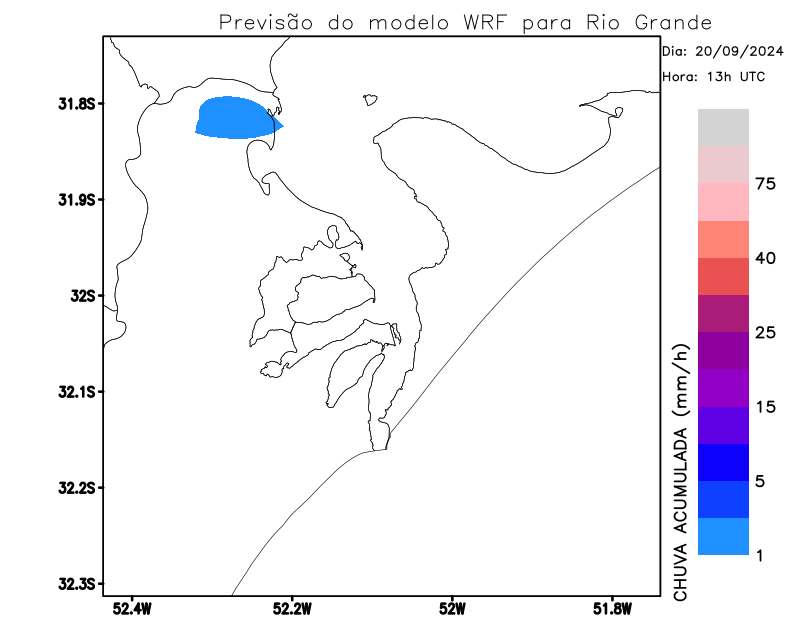 Previsão do modelo WRF para Rio Grande
Dia: 20/09/2024
Hora: 13h UTC
31.8S
31.9S
32S
32.1S
32.2S
32.3S
52.4W
52.2W
52W
51.8W
CHUVA ACUMULADA (mm/h)
75
40
25
15
5
1